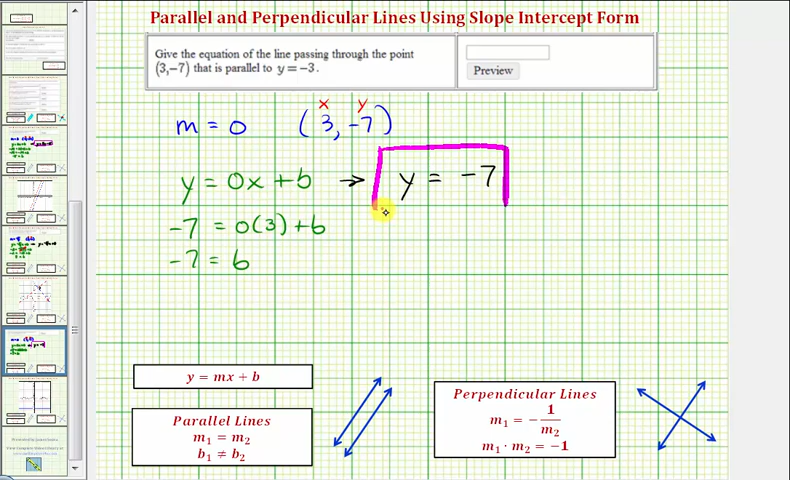 Parallel and Perpendicular Lines Using Slope Intercept Form
Give the equation of the line passing through the point
(3,−7) that is parallel to y = −3.
Preview
x y
m = 0 (3, -7)
y = 0x + b → y = -7
-7 = 0(3) + b
-7 = b
y = mx + b
Parallel Lines
m₁ = m₂
b₁ ≠ b₂
Perpendicular Lines
m₁ = − 1/m₂
m₁ · m₂ = −1